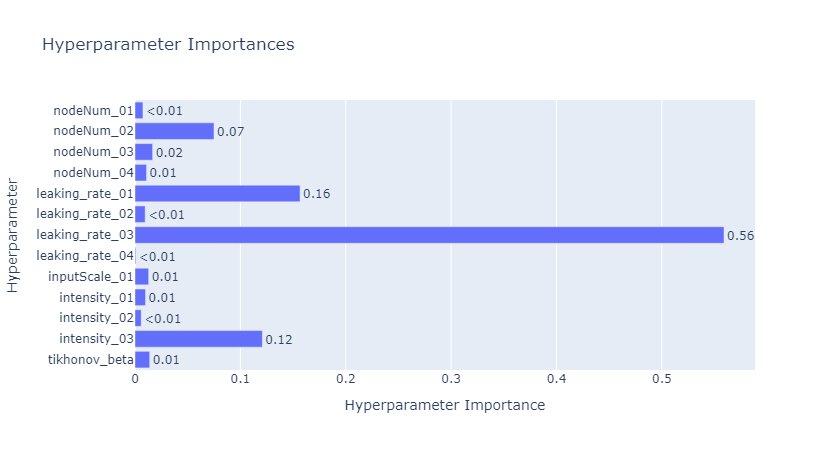 Hyperparameter Importances
Hyperparameter
nodeNum_01 <0.01
nodeNum_02 0.07
nodeNum_03 0.02
nodeNum_04 0.01
leaking_rate_01 0.16
leaking_rate_02 <0.01
leaking_rate_03 0.56
leaking_rate_04 <0.01
inputScale_01 0.01
intensity_01 0.01
intensity_02 <0.01
intensity_03 0.12
tikhonov_beta 0.01
0 0.1 0.2 0.3 0.4 0.5
Hyperparameter Importance